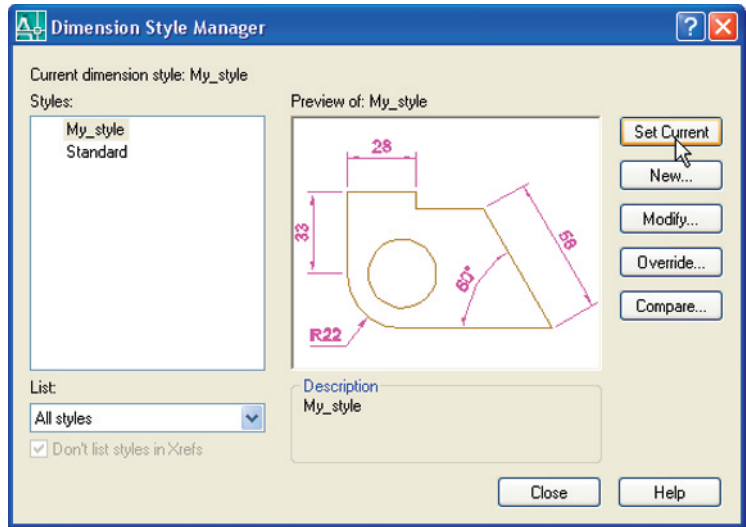 Dimension Style Manager
Current dimension style: My_style
Styles:
My_style
Standard
Preview of: My_style
28
33
56
60°
R22
Set Current
New...
Modify...
Override...
Compare...
List:
All styles
Don't list styles in Xrefs
Description
My_style
Close
Help